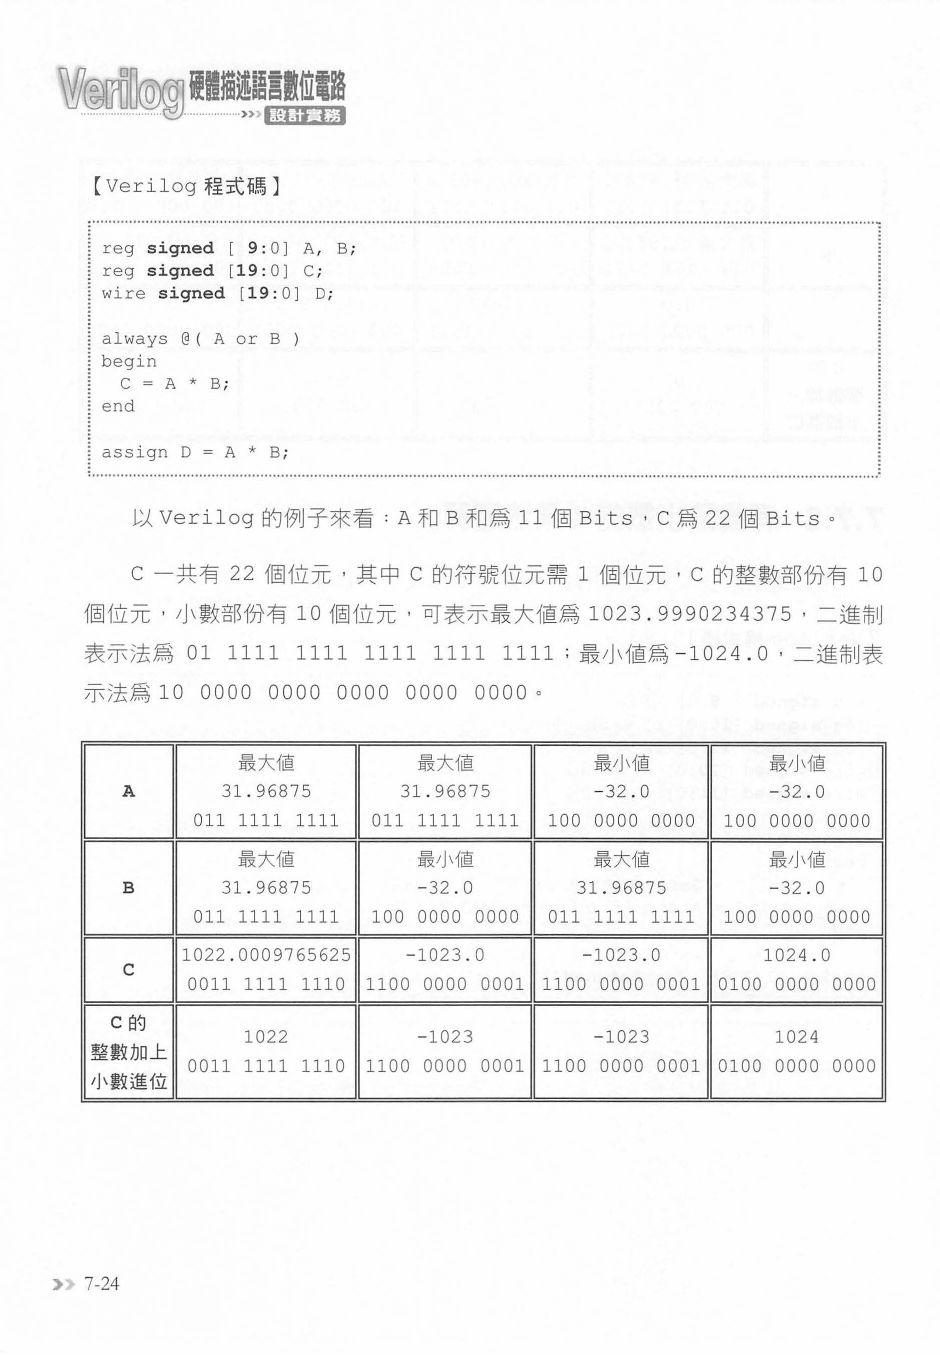 Verilog 硬體描述語言數位電路
>>> 設計實務
【Verilog 程式碼】
reg signed [ 9:0] A, B;
reg signed [19:0] C;
wire signed [19:0] D;
always @( A or B )
begin
C = A * B;
end
assign D = A * B;
以 Verilog 的例子來看：A 和 B 和為 11 個 Bits，C 為 22 個 Bits。
C 一共有 22 個位元，其中 C 的符號位元需 1 個位元，C 的整數部份有 10
個位元，小數部份有 10 個位元，可表示最大值為 1023.9990234375，二進制
表示法為 01 1111 1111 1111 1111 1111；最小值為-1024.0，二進制表
示法為 10 0000 0000 0000 0000 0000。
A
最大值
31.96875
011 1111 1111
最大值
31.96875
011 1111 1111
最小值
-32.0
100 0000 0000
最小值
-32.0
100 0000 0000
B
最大值
31.96875
011 1111 1111
最小值
-32.0
100 0000 0000
最大值
31.96875
011 1111 1111
最小值
-32.0
100 0000 0000
C
1022.0009765625
0011 1111 1110
-1023.0
1100 0000 0001
-1023.0
1100 0000 0001
1024.0
0100 0000 0000
C 的
整數加上
小數進位
1022
0011 1111 1110
-1023
1100 0000 0001
-1023
1100 0000 0001
1024
0100 0000 0000
>> 7-24